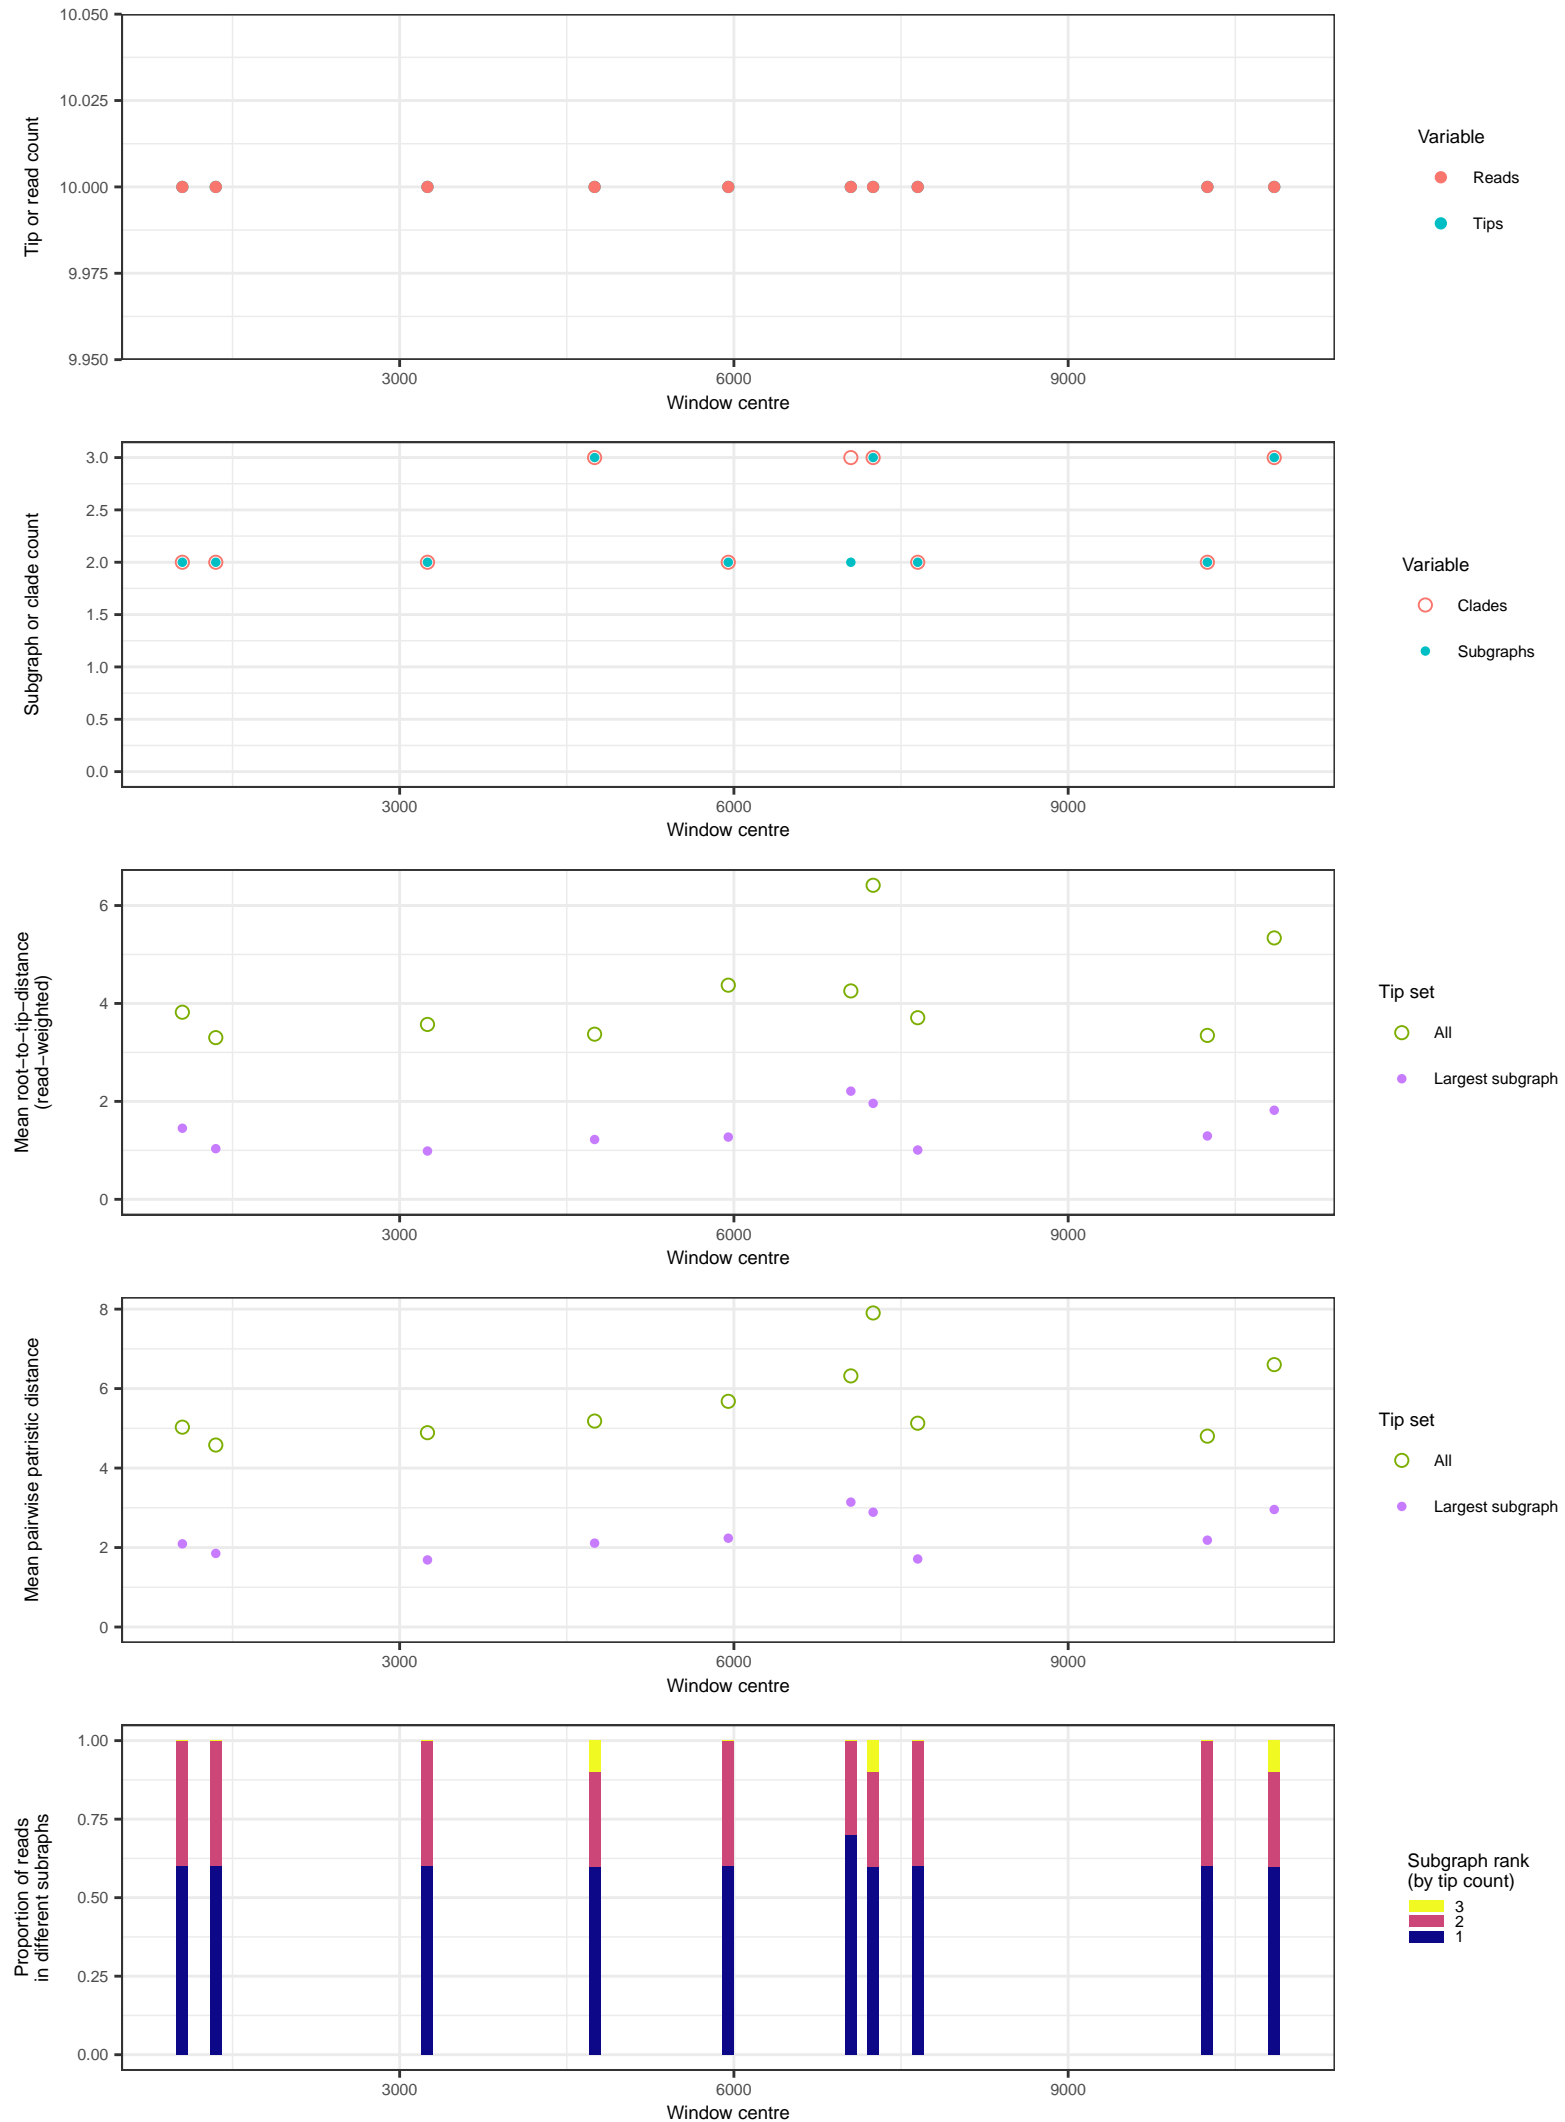 10.050
10.025
10.000
9.975
9.950
Tip or read count
3000
6000
9000
Window centre
Variable
Reads
Tips
3.0
2.5
2.0
1.5
1.0
0.5
0.0
Subgraph or clade count
3000
6000
9000
Window centre
Variable
Clades
Subgraphs
6
4
2
0
Mean root−to−tip−distance
(read−weighted)
3000
6000
9000
Window centre
Tip set
All
Largest subgraph
8
6
4
2
0
Mean pairwise patristic distance
3000
6000
9000
Window centre
Tip set
All
Largest subgraph
1.00
0.75
0.50
0.25
0.00
Proportion of reads
in different subraphs
3000
6000
9000
Window centre
Subgraph rank
(by tip count)
3
2
1